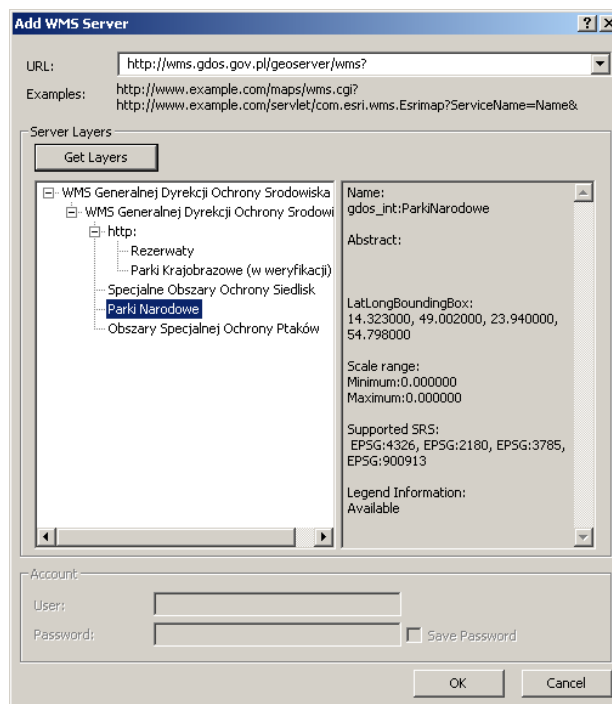 Add WMS Server
URL:
http://wms.gdos.gov.pl/geoserver/wms?
Examples:
http://www.example.com/maps/wms.cgi?
http://www.example.com/servlet/com.esri.wms.Esrimap?ServiceName=Name&
Server Layers
Get Layers
WMS Generalnej Dyrekcji Ochrony Srodowiska
WMS Generalnej Dyrekcji Ochrony Srodowi
http:
Rezerwaty
Parki Krajobrazowe (w weryfikacji)
Specjalne Obszary Ochrony Siedlisk
Parki Narodowe
Obszary Specjalnej Ochrony Ptaków
Name:
gdos_int:ParkiNarodowe
Abstract:
LatLongBoundingBox:
14.323000, 49.002000, 23.940000,
54.798000
Scale range:
Minimum:0.000000
Maximum:0.000000
Supported SRS:
EPSG:4326, EPSG:2180, EPSG:3785,
EPSG:900913
Legend Information:
Available
Account
User:
Password:
Save Password
OK
Cancel